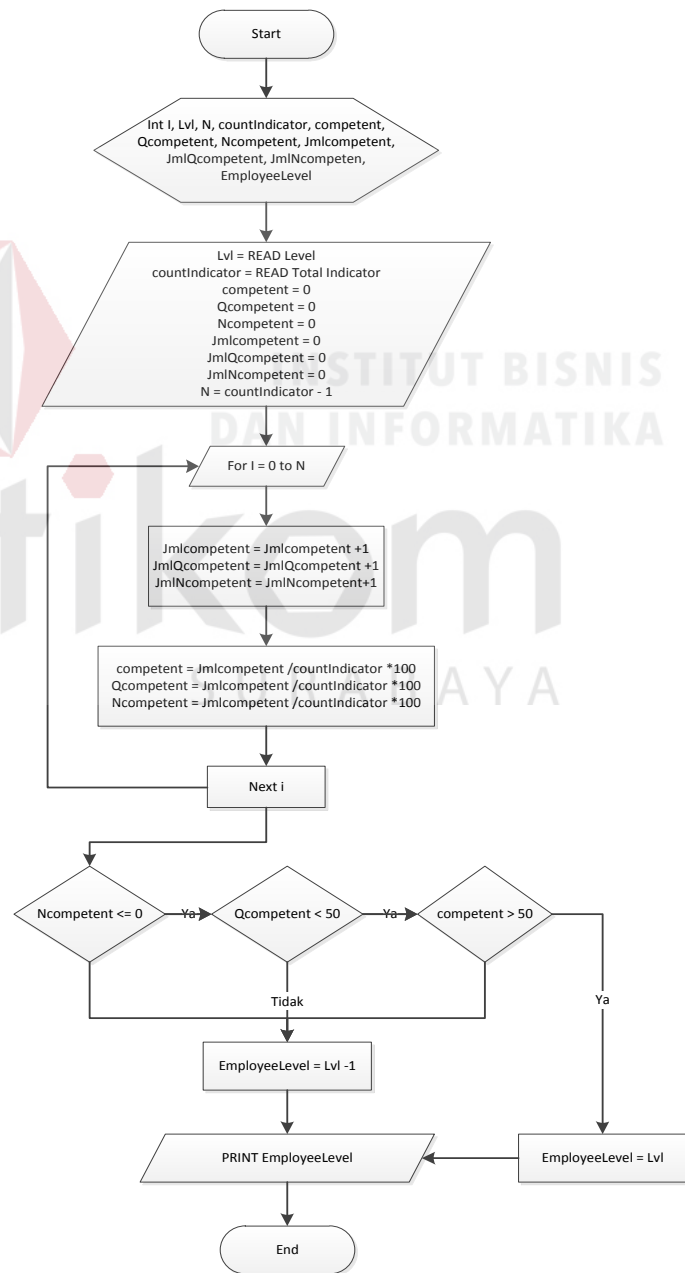 Start
Int I, Lvl, N, countIndicator, competent,
Qcompetent, Ncompetent, Jmlcompetent,
JmlQcompetent, JmlNcompeten,
EmployeeLevel
Lvl = READ Level
countIndicator = READ Total Indicator
competent = 0
Qcompetent = 0
Ncompetent = 0
Jmlcompetent = 0
JmlQcompetent = 0
JmlNcompetent = 0
N = countIndicator - 1
INSTITUT BISNIS
DAN INFORMATIKA
For I = 0 to N
tikom
Jmlcompetent = Jmlcompetent +1
JmlQcompetent = JmlQcompetent +1
JmlNcompetent = JmlNcompetent+1
competent = Jmlcompetent /countIndicator *100
Qcompetent = Jmlcompetent /countIndicator *100
Ncompetent = Jmlcompetent /countIndicator *100
SURABAYA
Next i
Ncompetent <= 0
Ya
Qcompetent < 50
Ya
competent > 50
Tidak
Ya
EmployeeLevel = Lvl -1
PRINT EmployeeLevel
EmployeeLevel = Lvl
End